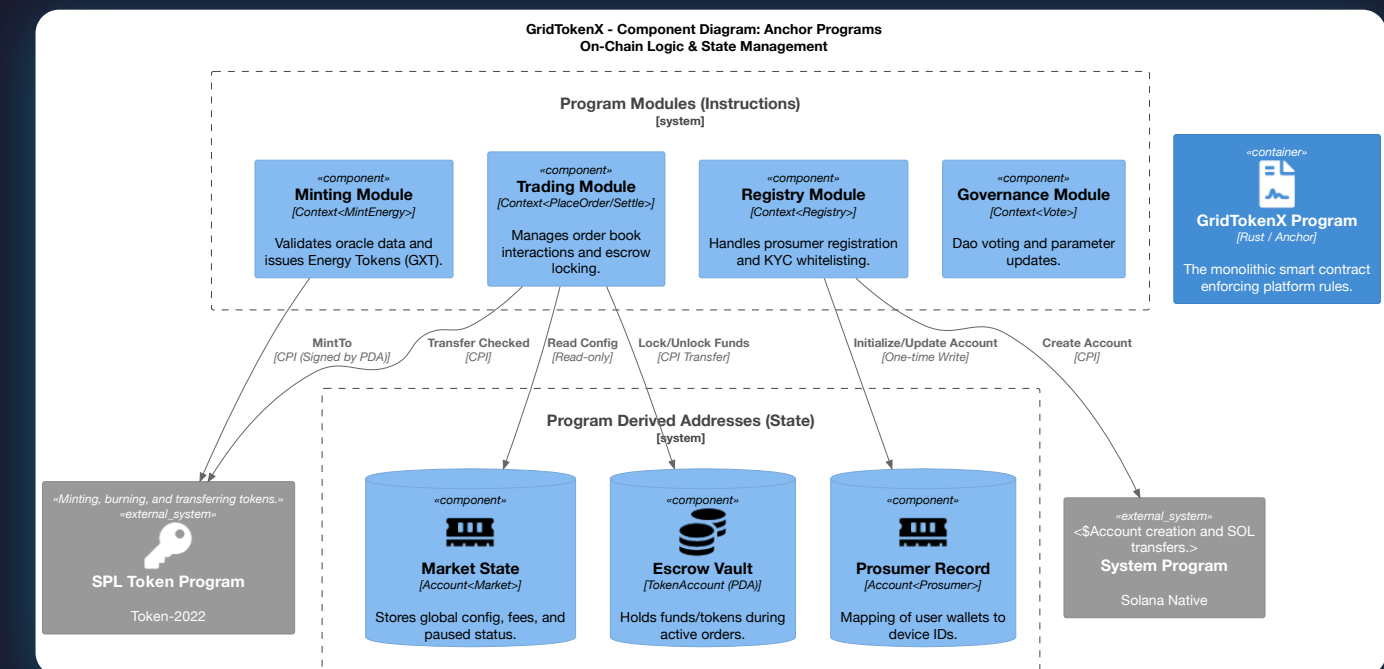 GridTokenX - Component Diagram: Anchor Programs
On-Chain Logic & State Management
Program Modules (Instructions)
[system]
«component»
Minting Module
[Context<MintEnergy>]
Validates oracle data and
issues Energy Tokens (GXT).
«component»
Trading Module
[Context<PlaceOrder/Settle>]
Manages order book
interactions and escrow
locking.
«component»
Registry Module
[Context<Registry>]
Handles prosumer registration
and KYC whitelisting.
«component»
Governance Module
[Context<Vote>]
Dao voting and parameter
updates.
«container»
GridTokenX Program
[Rust / Anchor]
The monolithic smart contract
enforcing platform rules.
MintTo
[CPI (Signed by PDA)]
Transfer Checked
[CPI]
Read Config
[Read-only]
Lock/Unlock Funds
[CPI Transfer]
Initialize/Update Account
[One-time Write]
Create Account
[CPI]
Program Derived Addresses (State)
[system]
«Minting, burning, and transferring tokens.»
«external_system»
SPL Token Program
Token-2022
«component»
Market State
[Account<Market>]
Stores global config, fees, and
paused status.
«component»
Escrow Vault
[TokenAccount (PDA)]
Holds funds/tokens during
active orders.
«component»
Prosumer Record
[Account<Prosumer>]
Mapping of user wallets to
device IDs.
«external_system»
<$Account creation and SOL
transfers.>
System Program
Solana Native